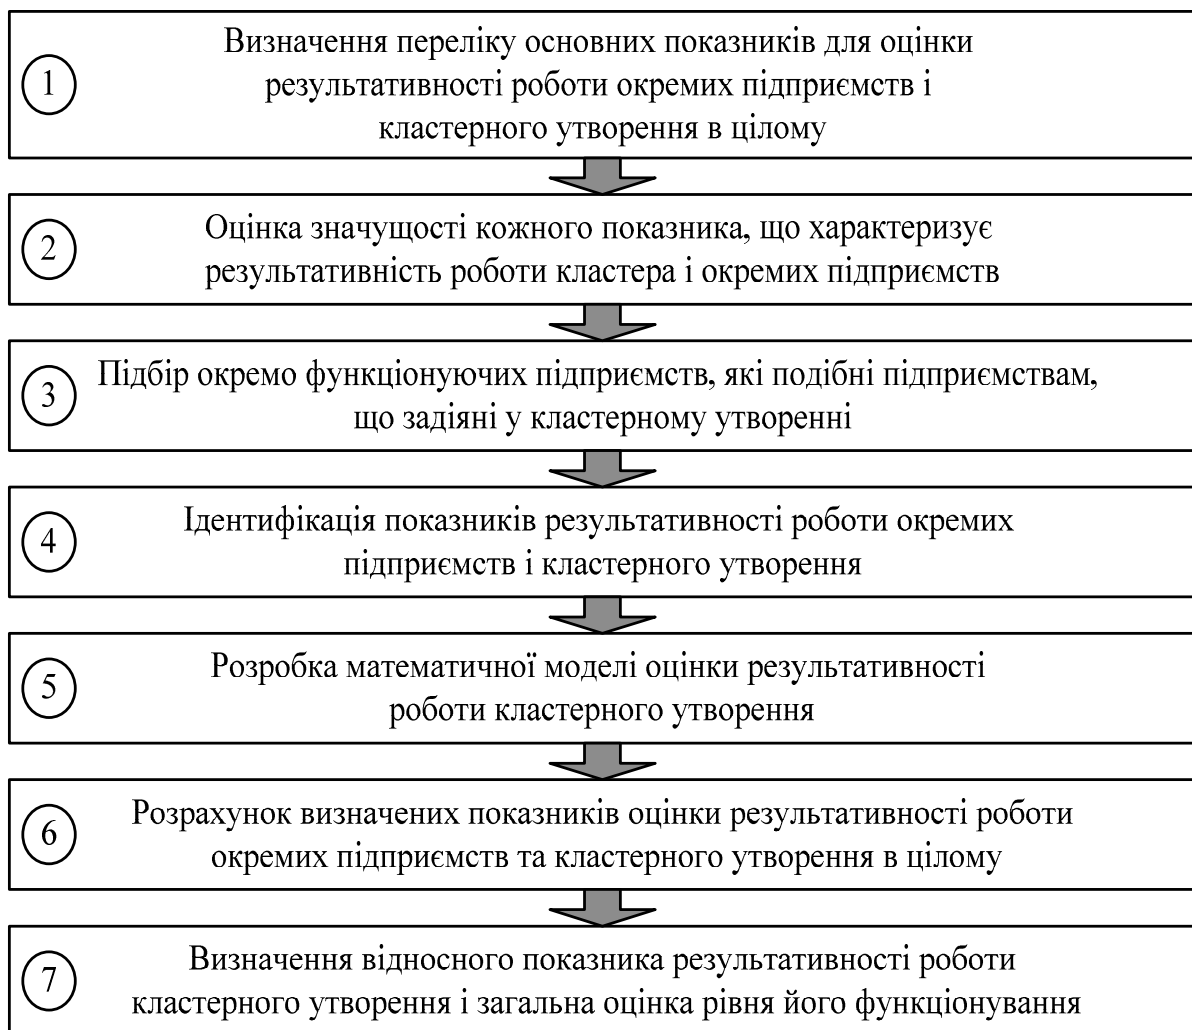 1
Визначення переліку основних показників для оцінки
результативності роботи окремих підприємств і
кластерного утворення в цілому
2
Оцінка значущості кожного показника, що характеризує
результативність роботи кластера і окремих підприємств
3
Підбір окремо функціонуючих підприємств, які подібні підприємствам,
що задіяні у кластерному утворенні
4
Ідентифікація показників результативності роботи окремих
підприємств і кластерного утворення
5
Розробка математичної моделі оцінки результативності
роботи кластерного утворення
6
Розрахунок визначених показників оцінки результативності роботи
окремих підприємств та кластерного утворення в цілому
7
Визначення відносного показника результативності роботи
кластерного утворення і загальна оцінка рівня його функціонування